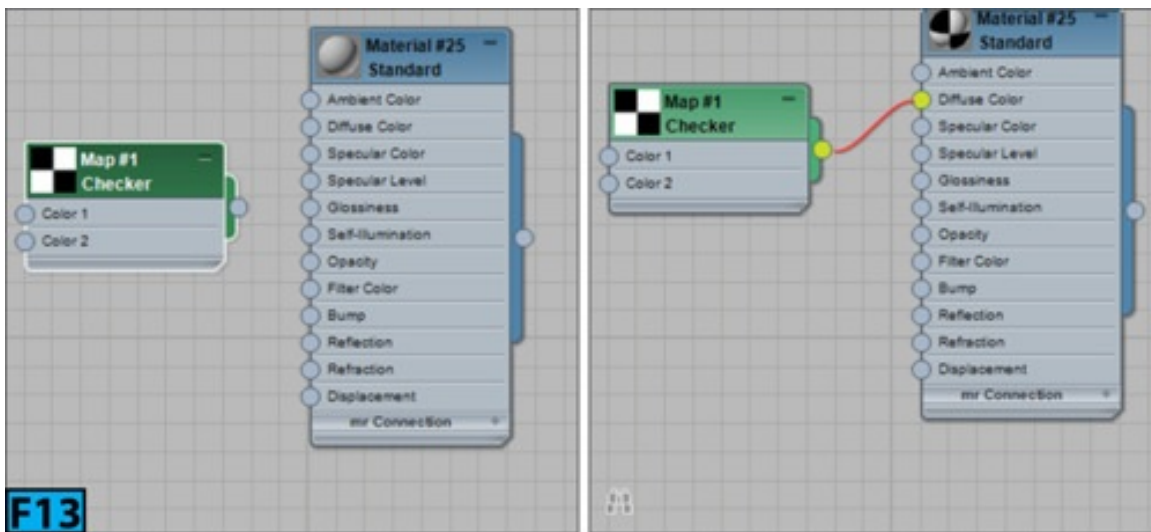 Material #25
Standard
Ambient Color
Diffuse Color
Specular Color
Specular Level
Glossiness
Self-Illumination
Opacity
Filter Color
Bump
Reflection
Refraction
Displacement
mr Connection
Map #1
Checker
Color 1
Color 2
F13
Material #25
Standard
Ambient Color
Diffuse Color
Specular Color
Specular Level
Glossiness
Self-Illumination
Opacity
Filter Color
Bump
Reflection
Refraction
Displacement
mr Connection
Map #1
Checker
Color 1
Color 2